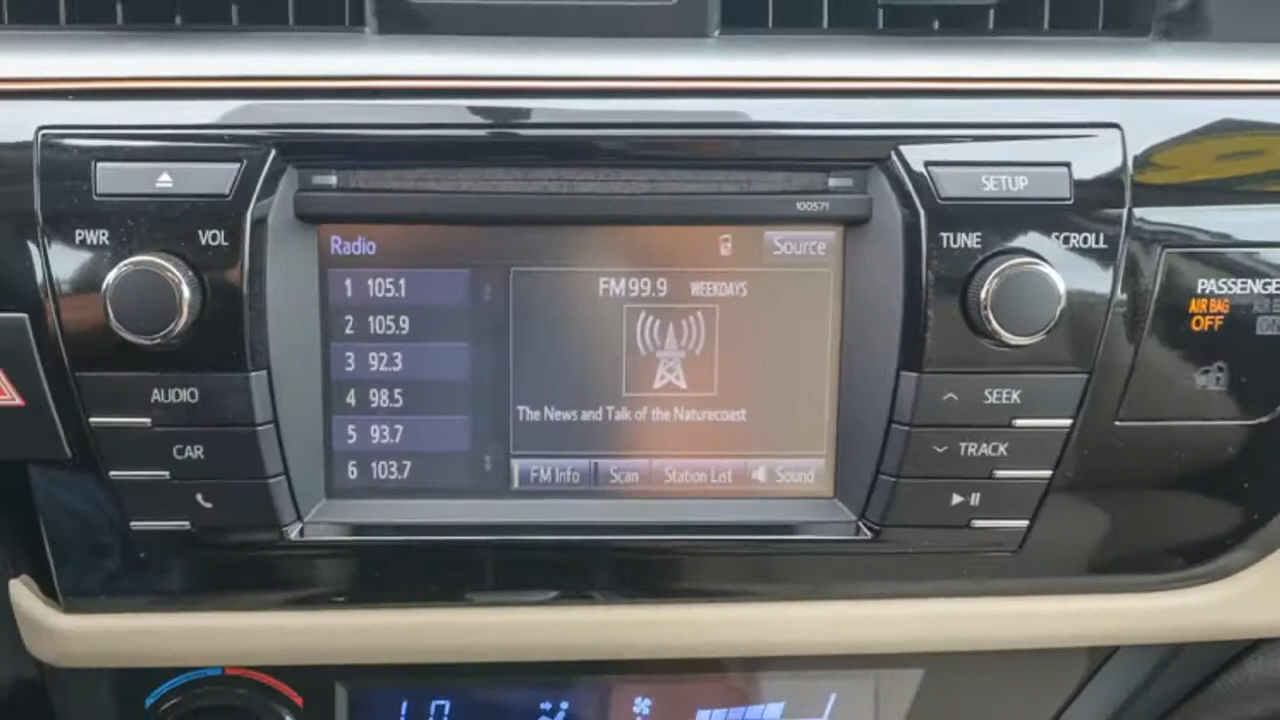 SETUP
100571
PWR VOL
TUNE SCROLL
Radio Source
1 105.1
2 105.9
3 92.3
4 98.5
5 93.7
6 103.7
FM 99.9 WEEKDAYS
The News and Talk of the Naturecoast
FM Info Scan Station List Sound
AUDIO
CAR
SEEK
TRACK
PASSENGE
AIR BAG
OFF